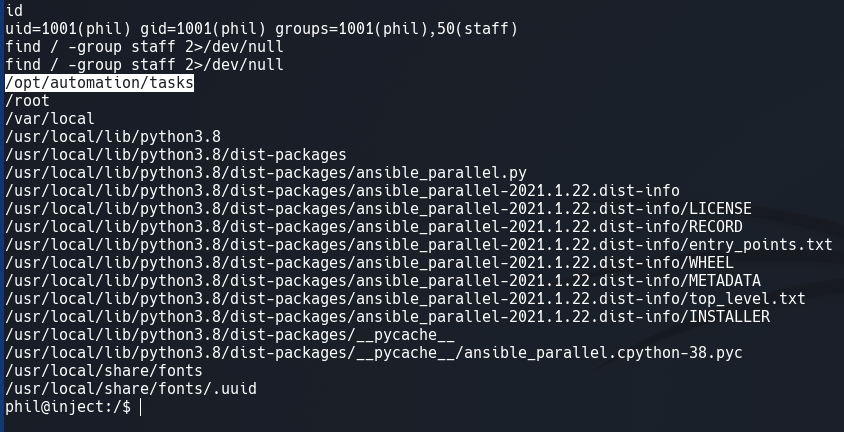 id
uid=1001(phil) gid=1001(phil) groups=1001(phil),50(staff)
find / -group staff 2>/dev/null
find / -group staff 2>/dev/null
/opt/automation/tasks
/root
/var/local
/usr/local/lib/python3.8
/usr/local/lib/python3.8/dist-packages
/usr/local/lib/python3.8/dist-packages/ansible_parallel.py
/usr/local/lib/python3.8/dist-packages/ansible_parallel-2021.1.22.dist-info
/usr/local/lib/python3.8/dist-packages/ansible_parallel-2021.1.22.dist-info/LICENSE
/usr/local/lib/python3.8/dist-packages/ansible_parallel-2021.1.22.dist-info/RECORD
/usr/local/lib/python3.8/dist-packages/ansible_parallel-2021.1.22.dist-info/entry_points.txt
/usr/local/lib/python3.8/dist-packages/ansible_parallel-2021.1.22.dist-info/WHEEL
/usr/local/lib/python3.8/dist-packages/ansible_parallel-2021.1.22.dist-info/METADATA
/usr/local/lib/python3.8/dist-packages/ansible_parallel-2021.1.22.dist-info/top_level.txt
/usr/local/lib/python3.8/dist-packages/ansible_parallel-2021.1.22.dist-info/INSTALLER
/usr/local/lib/python3.8/dist-packages/__pycache__
/usr/local/lib/python3.8/dist-packages/__pycache__/ansible_parallel.cpython-38.pyc
/usr/local/share/fonts
/usr/local/share/fonts/.uuid
phil@inject:/$